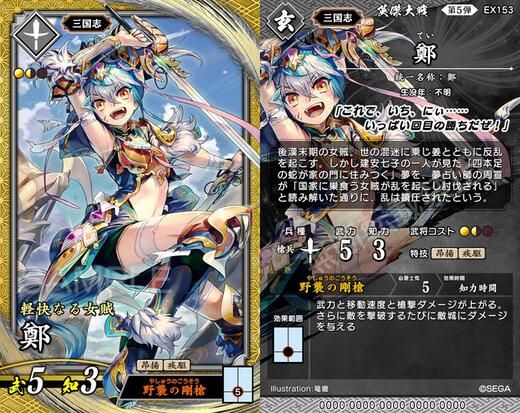 三国志
軽快なる女賊
鄭
昂揚 疾駆
武5 知3
やしゅうのごうそう
野襲の剛槍
5
玄
三国志
英傑大戦
第5弾
EX153
てい
鄭
統一名称：鄭
生没年：不明
「これで、いち、にぃ……
いっぱい回目の勝ちだぜ！」
後漢末期の女賊。世の混迷に乗じ姜とともに反乱
を起こす。しかし建安七子の一人が見た「四本足
の蛇が家の門に住みつく」夢を、夢占い師の周宣
が「国家に巣食う女賊が乱を起こし討伐される」
と読み解いた通りに、乱は鎮圧されたという。
兵種 武力 知力 武将コスト
槍兵 5 3
特技 昂揚 疾駆
やしゅうのごうそう
野襲の剛槍
必要士気
5
効果時間
知力時間
効果範囲
武力と移動速度と槍撃ダメージが上がる。
さらに敵を撃破するたびに敵城にダメージ
を与える
Illustration:竜徹
©SEGA
0000-0000-0000-0000-0000